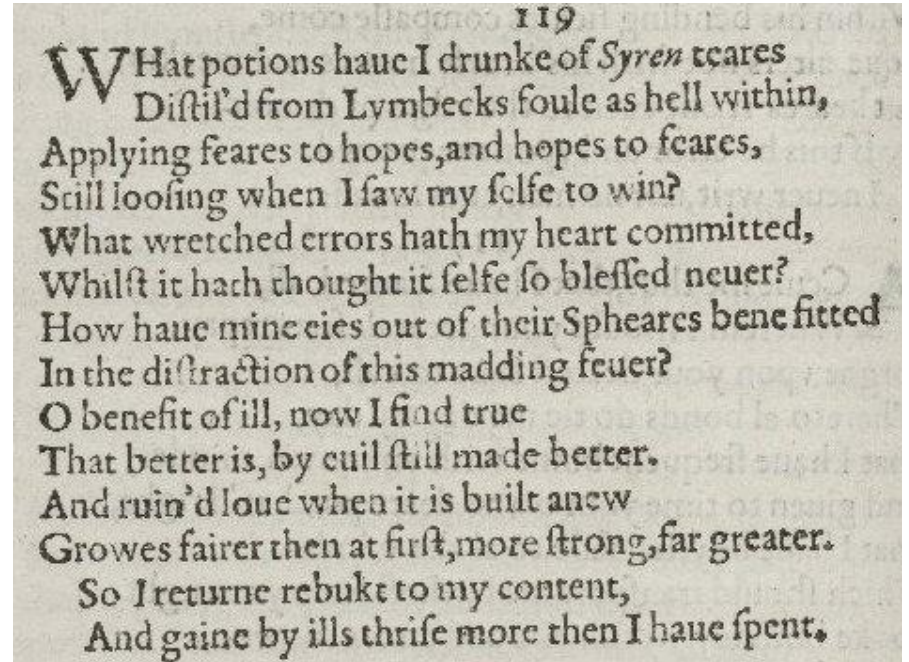 119
WHat potions haue I drunke of Syren teares
Diſtil'd from Lymbecks foule as hell within,
Applying feares to hopes,and hopes to feares,
Still looſing when I ſaw my ſelfe to win?
What wretched errors hath my heart committed,
Whilſt it hath thought it ſelfe ſo bleſſed neuer?
How haue mine eies out of their Spheares bene fitted
In the diſtraction of this madding feuer?
O benefit of ill, now I find true
That better is, by euil ſtill made better.
And ruin'd loue when it is built anew
Growes fairer then at firſt,more ſtrong,far greater.
So I returne rebukt to my content,
And gaine by ills thriſe more then I haue ſpent.